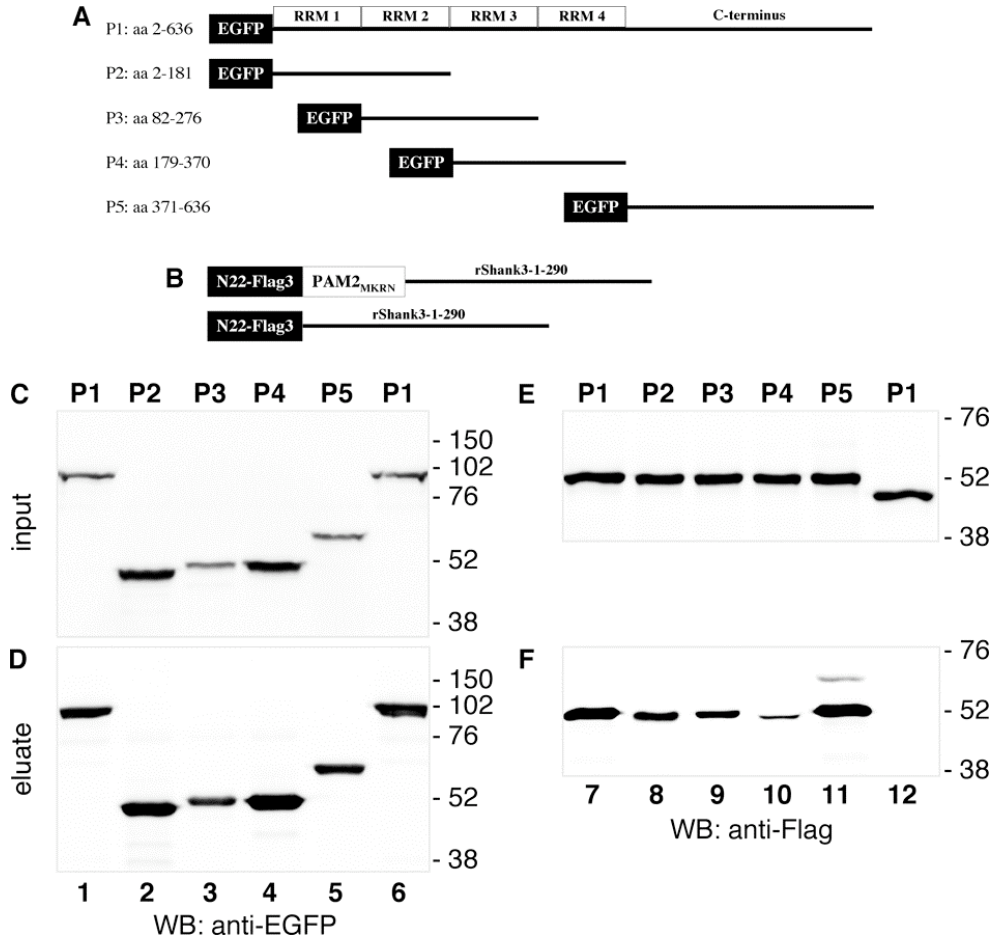 A
RRM 1 RRM 2 RRM 3 RRM 4 C-terminus
P1: aa 2-636 EGFP
P2: aa 2-181 EGFP
P3: aa 82-276 EGFP
P4: aa 179-370 EGFP
P5: aa 371-636 EGFP
B
N22-Flag3 PAM2MKRN rShank3-1-290
N22-Flag3 rShank3-1-290
C P1 P2 P3 P4 P5 P1
input
- 150
- 102
- 76
- 52
- 38
D
eluate
- 150
- 102
- 76
- 52
- 38
1 2 3 4 5 6
WB: anti-EGFP
E P1 P2 P3 P4 P5 P1
- 76
- 52
- 38
F
- 76
- 52
- 38
7 8 9 10 11 12
WB: anti-Flag